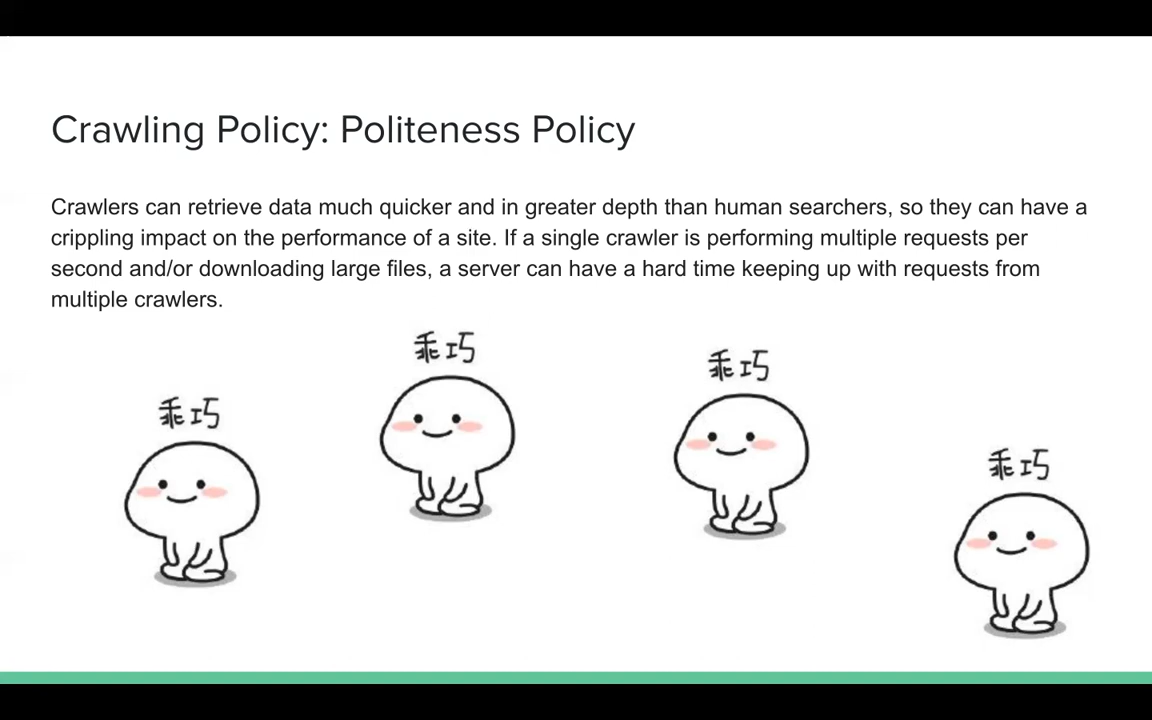 Crawling Policy: Politeness Policy
Crawlers can retrieve data much quicker and in greater depth than human searchers, so they can have a
crippling impact on the performance of a site. If a single crawler is performing multiple requests per
second and/or downloading large files, a server can have a hard time keeping up with requests from
multiple crawlers.
乖巧
乖巧
乖巧
乖巧